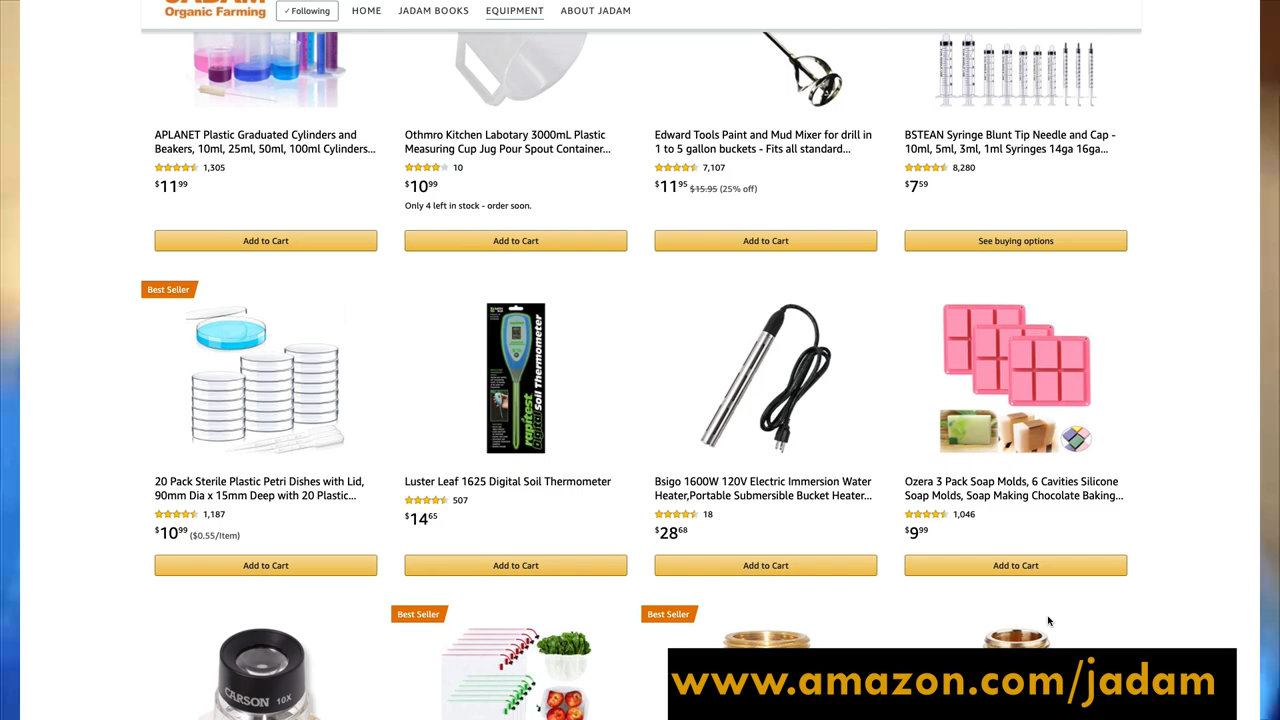 JADAM
Organic Farming
✓ Following
HOME
JADAM BOOKS
EQUIPMENT
ABOUT JADAM
APLANET Plastic Graduated Cylinders and
Beakers, 10ml, 25ml, 50ml, 100ml Cylinders...
1,305
$11 99
Othmro Kitchen Labotary 3000mL Plastic
Measuring Cup Jug Pour Spout Container...
10
$10 99
Only 4 left in stock - order soon.
Edward Tools Paint and Mud Mixer for drill in
1 to 5 gallon buckets - Fits all standard...
7,107
$11 95 $15.95 (25% off)
BSTEAN Syringe Blunt Tip Needle and Cap -
10ml, 5ml, 3ml, 1ml Syringes 14ga 16ga...
8,280
$7 59
Add to Cart
Add to Cart
Add to Cart
See buying options
Best Seller
rapitest
Digital Soil Thermometer
20 Pack Sterile Plastic Petri Dishes with Lid,
90mm Dia x 15mm Deep with 20 Plastic...
1,187
$10 99 ($0.55/Item)
Luster Leaf 1625 Digital Soil Thermometer
507
$14 65
Bsigo 1600W 120V Electric Immersion Water
Heater,Portable Submersible Bucket Heater...
18
$28 68
Ozera 3 Pack Soap Molds, 6 Cavities Silicone
Soap Molds, Soap Making Chocolate Baking...
1,046
$9 99
Add to Cart
Add to Cart
Add to Cart
Add to Cart
Best Seller
Best Seller
CARSON 10X
www.amazon.com/jadam